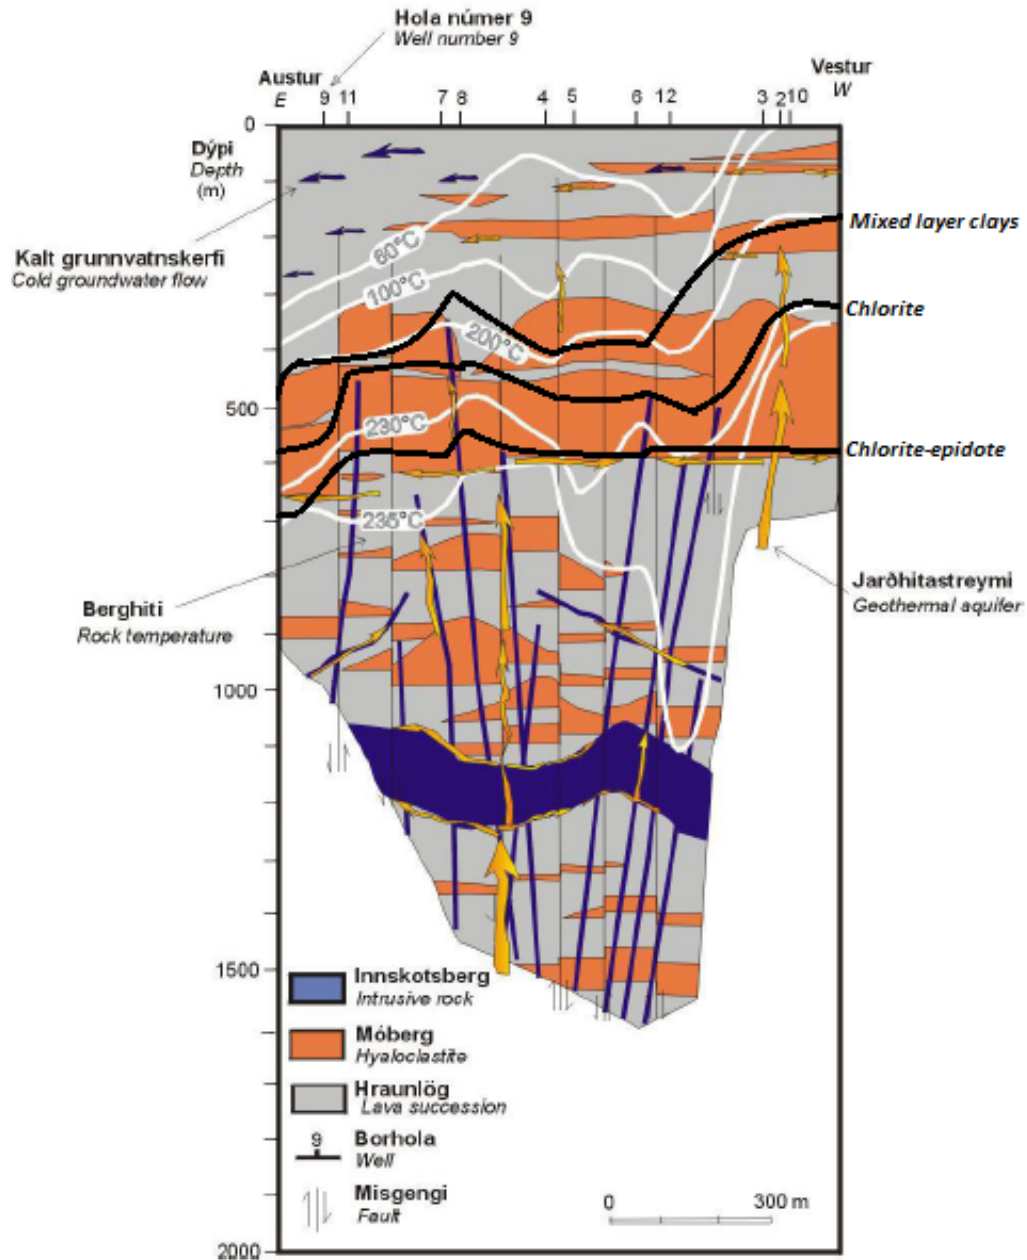 Hola númer 9
Well number 9
Austur
E
Vestur
W
9 11 7 8 4 5 6 12 3 2 10
0
Dýpi
Depth
(m)
Mixed layer clays
Kalt grunnvatnskerfi
Cold groundwater flow
60°C
100°C
Chlorite
200°C
500
230°C
Chlorite-epidote
235°C
Jarðhitastreymi
Geothermal aquifer
Berghiti
Rock temperature
1000
1500
Innskotsberg
Intrusive rock
Móberg
Hyaloclastite
Hraunlög
Lava succession
9
Borhola
Well
Misgengi
Fault
0 300 m
2000